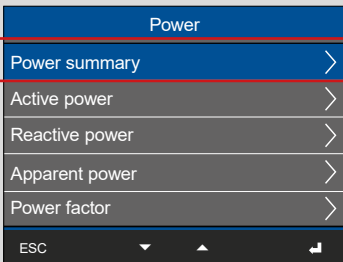 Power
Power summary
Active power
Reactive power
Apparent power
Power factor
ESC